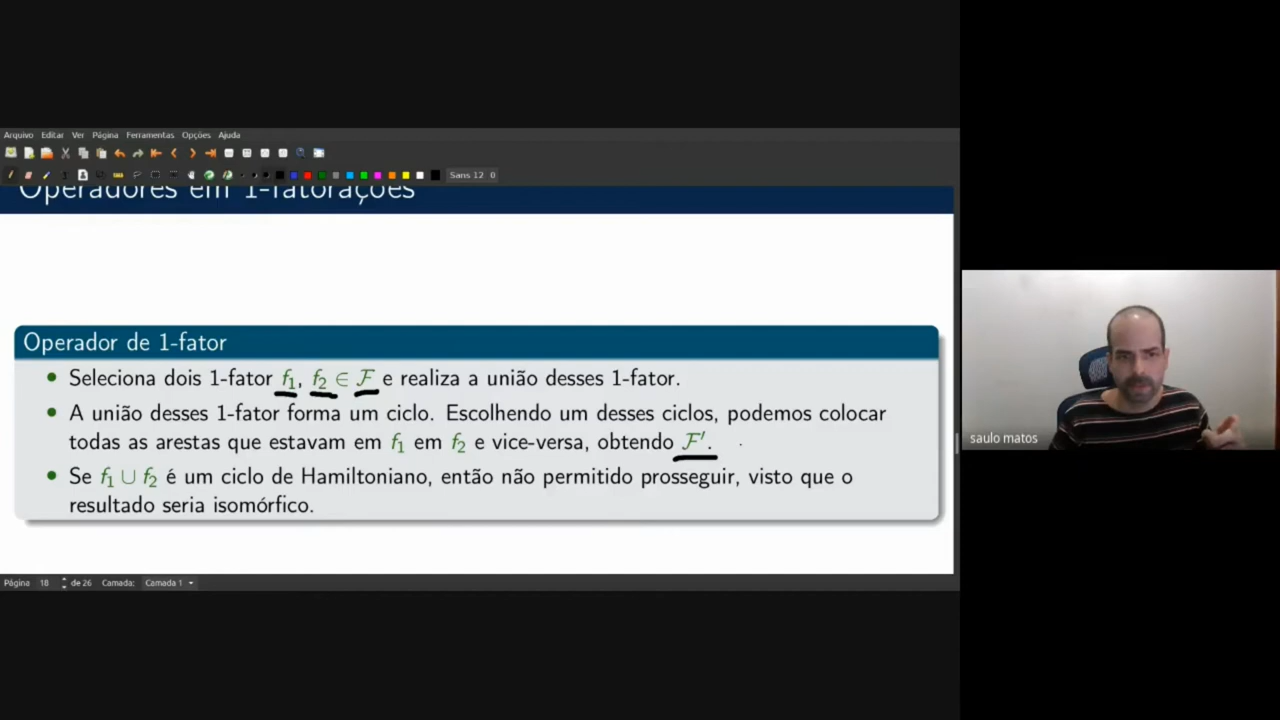 Arquivo Editar Ver Página Ferramentas Opções Ajuda
Sans 12
Operadores em 1-fatorações
Operador de 1-fator
• Seleciona dois 1-fator f₁, f₂ ∈ ℱ e realiza a união desses 1-fator.
• A união desses 1-fator forma um ciclo. Escolhendo um desses ciclos, podemos colocar
todas as arestas que estavam em f₁ em f₂ e vice-versa, obtendo ℱ′.
• Se f₁ ∪ f₂ é um ciclo de Hamiltoniano, então não permitido prosseguir, visto que o
resultado seria isomórfico.
saulo matos
Página 18 de 26 Camada: Camada 1